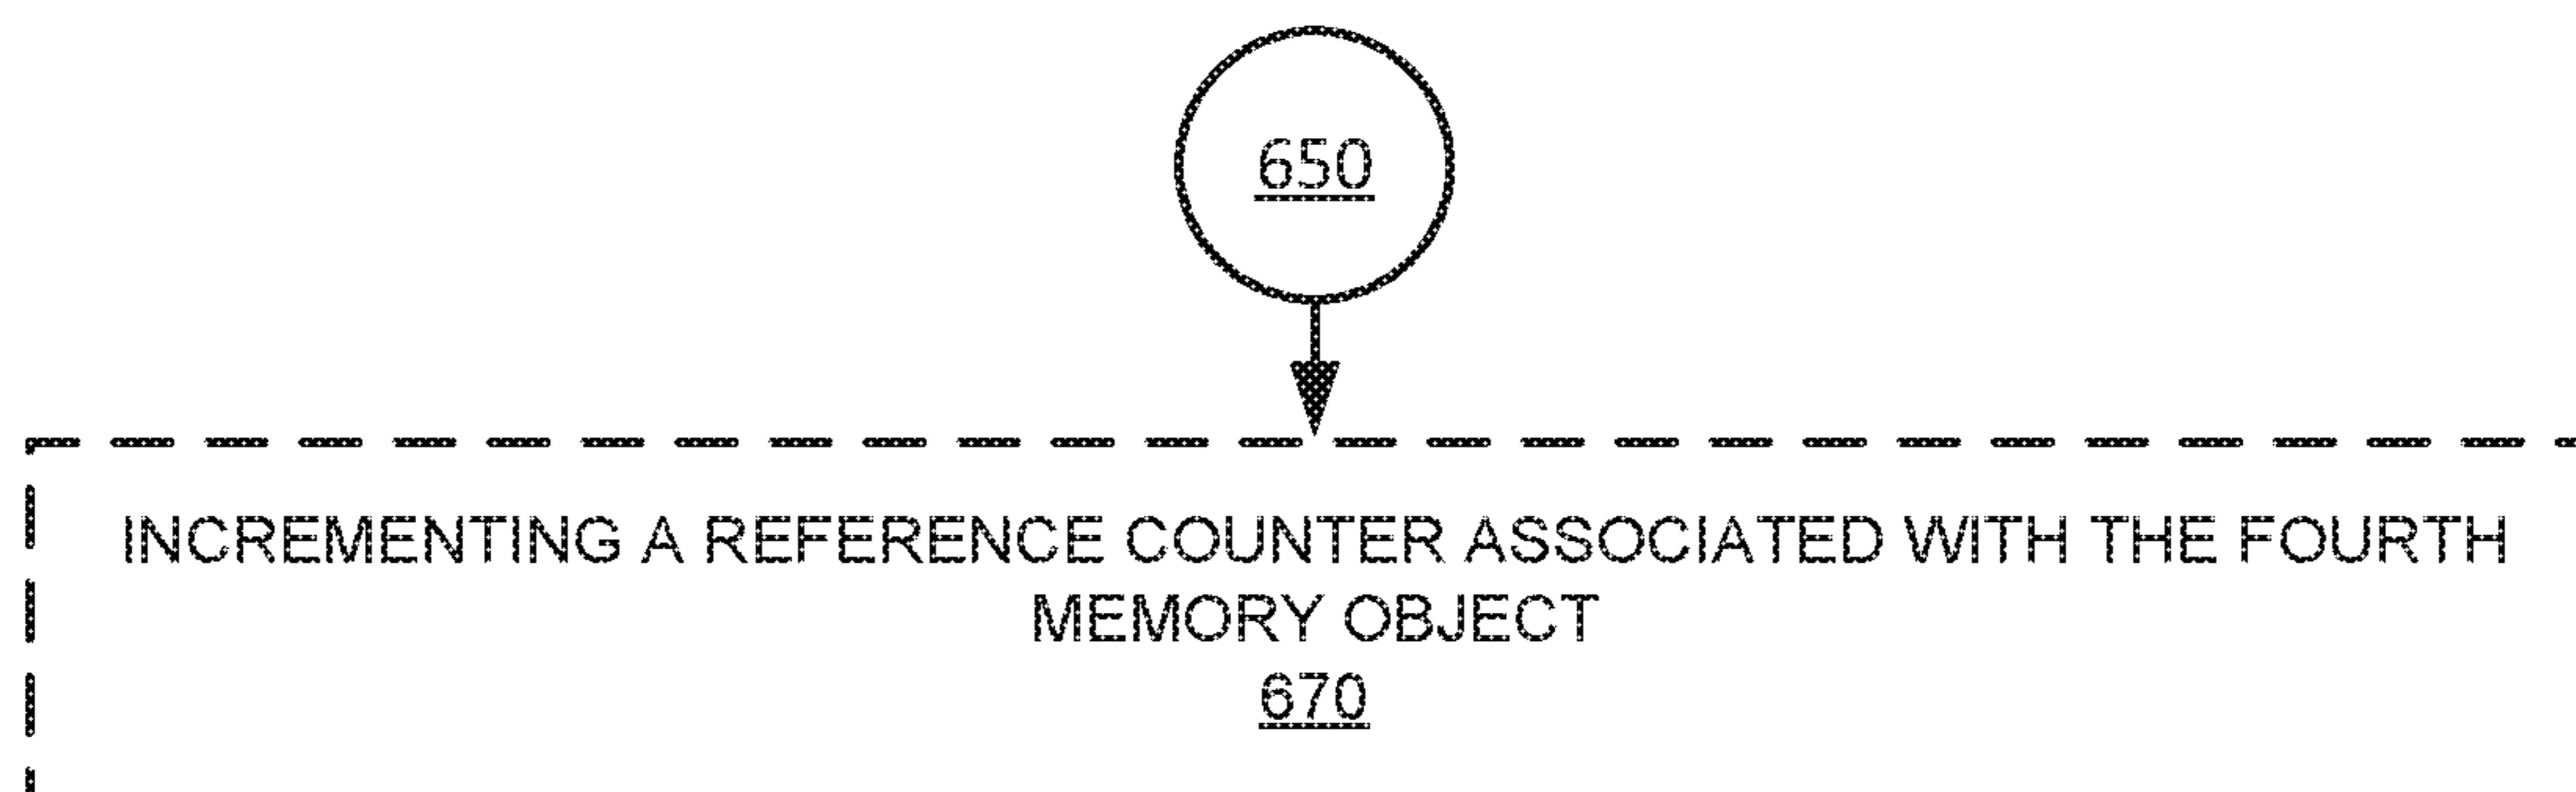 650
INCREMENTING A REFERENCE COUNTER ASSOCIATED WITH THE FOURTH
MEMORY OBJECT
670